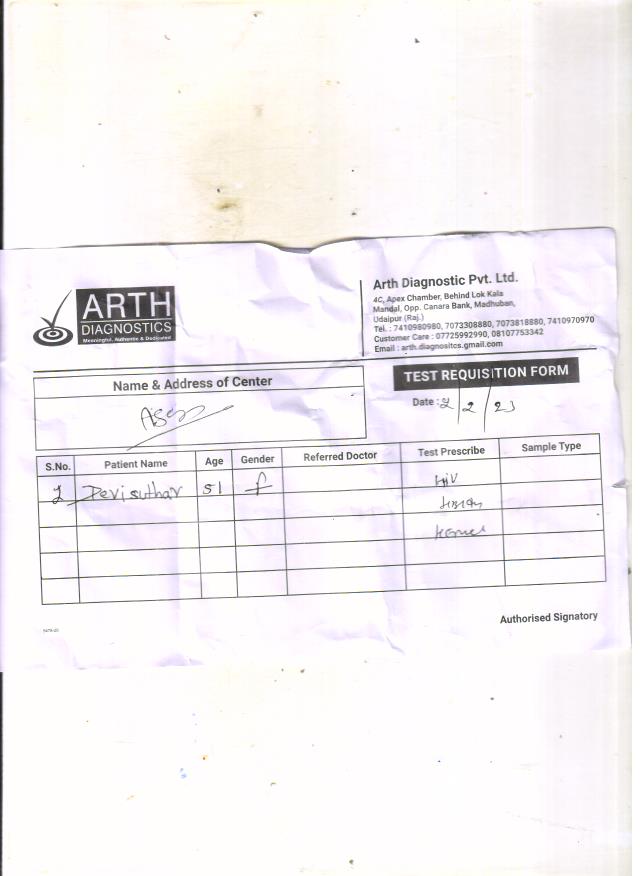 ARTH
DIAGNOSTICS
Meaningful, Authentic & Dedicated
Arth Diagnostic Pvt. Ltd.
4C, Apex Chamber, Behind Lok Kala
Mandal, Opp. Canara Bank, Madhuban,
Udaipur (Raj.)
Tel. : 7410980980, 7073308880, 7073818880, 7410970970
Customer Care : 07725992990, 08107753342
Email : arth.diagnositcs.gmail.com
Name & Address of Center
TEST REQUISITION FORM
Date : 2/2/23
S.No. Patient Name Age Gender Referred Doctor Test Prescribe Sample Type
1 Devisuthar 51 f HIV
Authorised Signatory